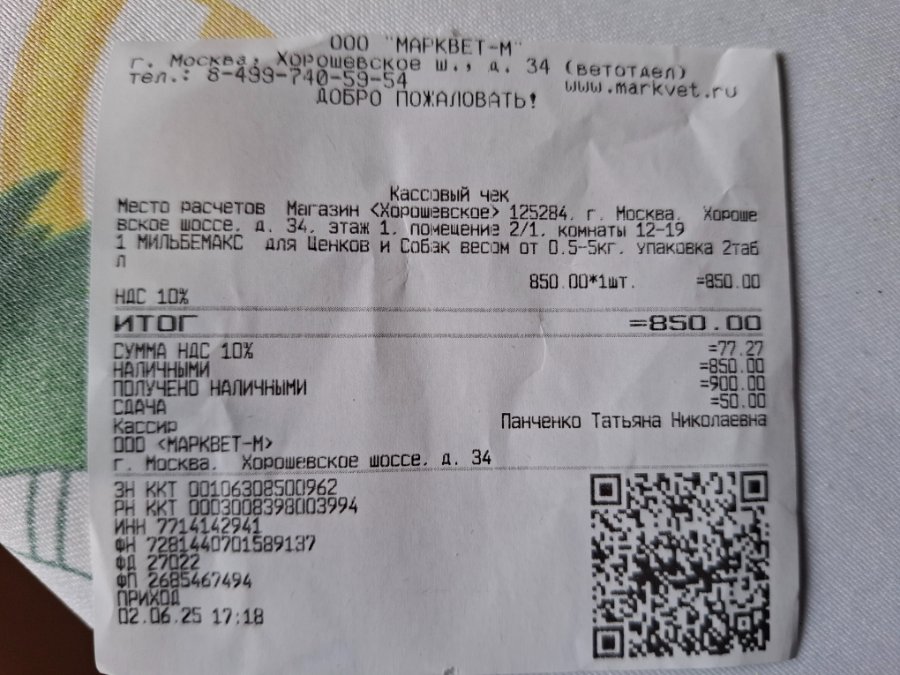 ООО "МАРКВЕТ-М"
г. Москва, Хорошевское ш., д. 34 (ветотдел)
тел.: 8-499-740-59-54 www.markvet.ru
ДОБРО ПОЖАЛОВАТЬ!
Кассовый чек
Место расчетов Магазин <Хорошевское> 125284, г. Москва, Хороше
вское шоссе, д. 34, этаж 1, помещение 2/1, комнаты 12-19
1 МИЛЬБЕМАКС для Щенков и Собак весом от 0.5-5кг. упаковка 2таб
л
850.00*1шт. =850.00
НДС 10%
ИТОГ =850.00
СУММА НДС 10% =77.27
НАЛИЧНЫМИ =850.00
ПОЛУЧЕНО НАЛИЧНЫМИ =900.00
СДАЧА =50.00
Кассир Панченко Татьяна Николаевна
ООО <МАРКВЕТ-М>
г. Москва, Хорошевское шоссе, д. 34
ЗН ККТ 00106308500962
РН ККТ 0003008398003994
ИНН 7714142941
ФН 7281440701589137
ФД 27022
ФП 2685467494
ПРИХОД
02.06.25 17:18